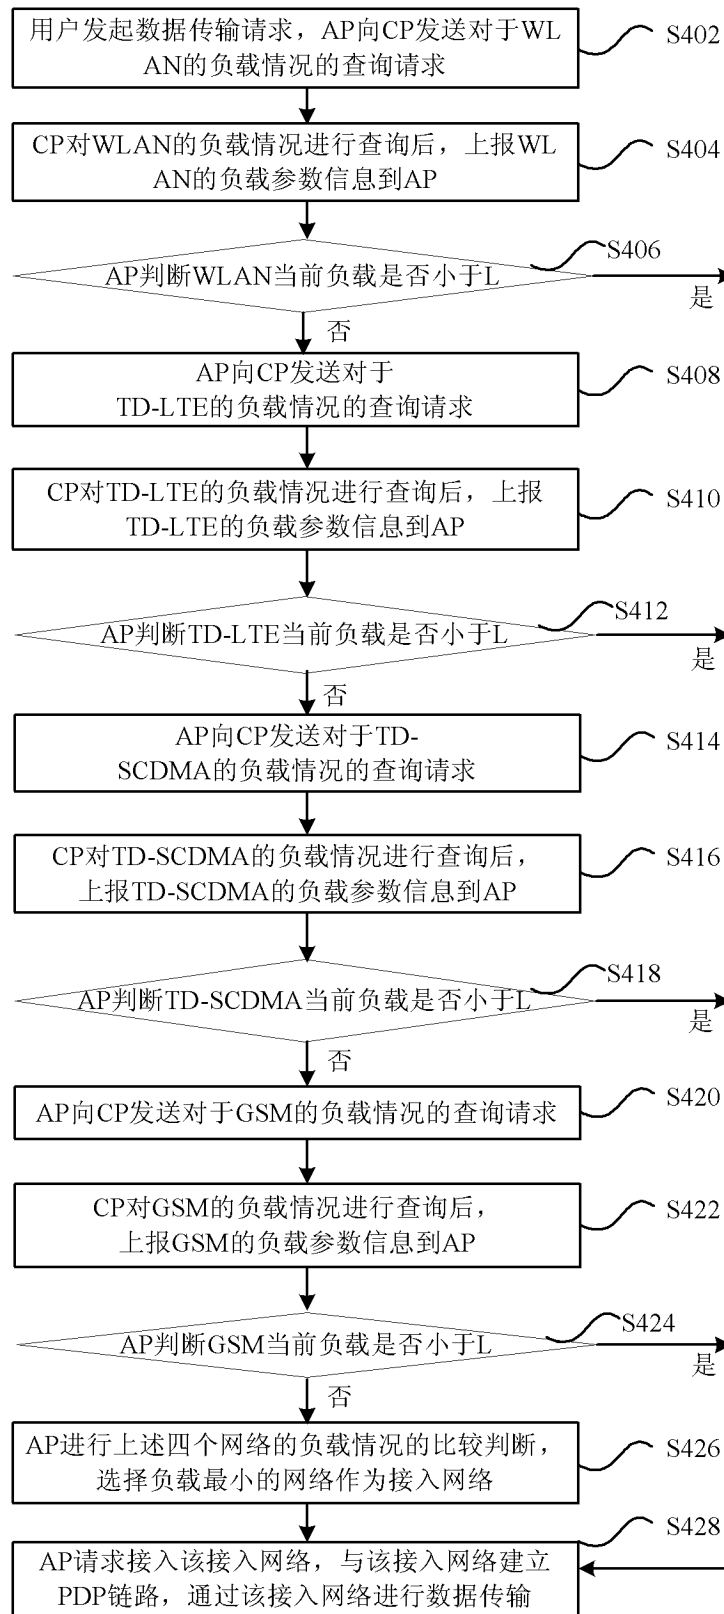 用户发起数据传输请求，AP向CP发送对于WL
AN的负载情况的查询请求
S402
CP对WLAN的负载情况进行查询后，上报WL
AN的负载参数信息到AP
S404
AP判断WLAN当前负载是否小于L
S406
是
否
AP向CP发送对于
TD-LTE的负载情况的查询请求
S408
CP对TD-LTE的负载情况进行查询后，上报
TD-LTE的负载参数信息到AP
S410
AP判断TD-LTE当前负载是否小于L
S412
是
否
AP向CP发送对于TD-
SCDMA的负载情况的查询请求
S414
CP对TD-SCDMA的负载情况进行查询后，
上报TD-SCDMA的负载参数信息到AP
S416
AP判断TD-SCDMA当前负载是否小于L
S418
是
否
AP向CP发送对于GSM的负载情况的查询请求
S420
CP对GSM的负载情况进行查询后，
上报GSM的负载参数信息到AP
S422
AP判断GSM当前负载是否小于L
S424
是
否
AP进行上述四个网络的负载情况的比较判断，
选择负载最小的网络作为接入网络
S426
AP请求接入该接入网络，与该接入网络建立
PDP链路，通过该接入网络进行数据传输
S428